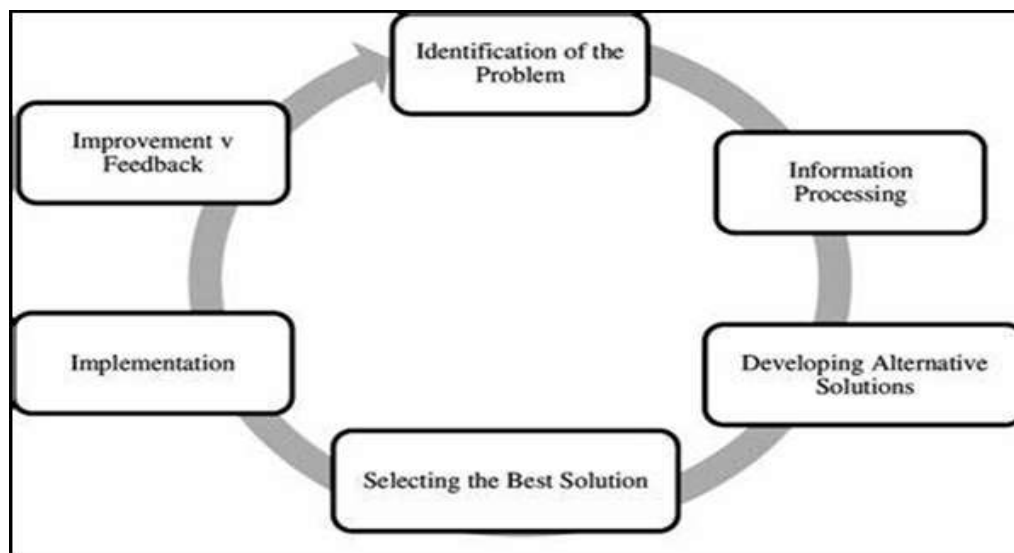 Identification of the
Problem
Information
Processing
Developing Alternative
Solutions
Selecting the Best Solution
Implementation
Improvement v
Feedback